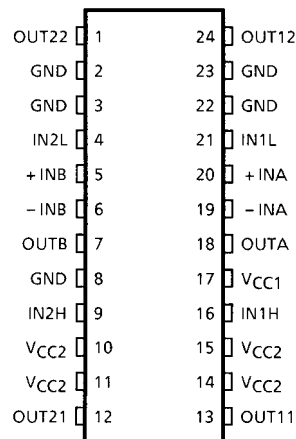 OUT22 1 24 OUT12
GND 2 23 GND
GND 3 22 GND
IN2L 4 21 IN1L
+INB 5 20 +INA
−INB 6 19 −INA
OUTB 7 18 OUTA
GND 8 17 VCC1
IN2H 9 16 IN1H
VCC2 10 15 VCC2
VCC2 11 14 VCC2
OUT21 12 13 OUT11